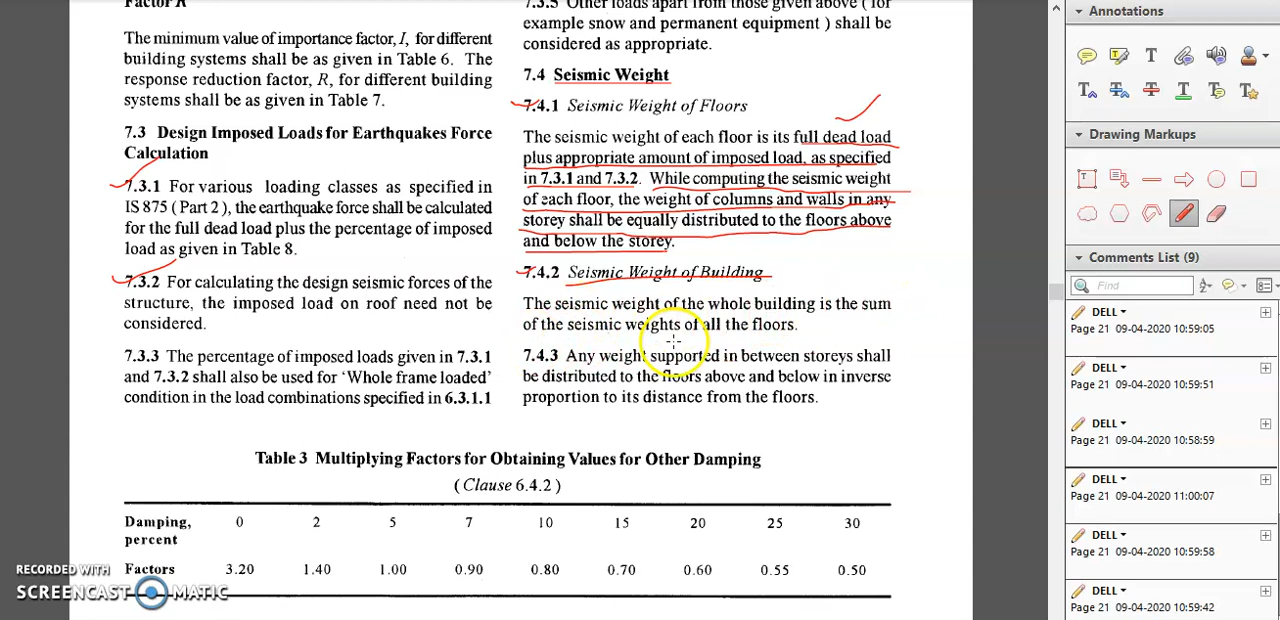 Factor R
The minimum value of importance factor, I, for different
building systems shall be as given in Table 6. The
response reduction factor, R, for different building
systems shall be as given in Table 7.
7.3 Design Imposed Loads for Earthquakes Force
Calculation
7.3.1 For various loading classes as specified in
IS 875 ( Part 2 ), the earthquake force shall be calculated
for the full dead load plus the percentage of imposed
load as given in Table 8.
7.3.2 For calculating the design seismic forces of the
structure, the imposed load on roof need not be
considered.
7.3.3 The percentage of imposed loads given in 7.3.1
and 7.3.2 shall also be used for ‘Whole frame loaded’
condition in the load combinations specified in 6.3.1.1
7.3.5 Other loads apart from those given above ( for
example snow and permanent equipment ) shall be
considered as appropriate.
7.4 Seismic Weight
7.4.1 Seismic Weight of Floors
The seismic weight of each floor is its full dead load
plus appropriate amount of imposed load, as specified
in 7.3.1 and 7.3.2. While computing the seismic weight
of each floor, the weight of columns and walls in any
storey shall be equally distributed to the floors above
and below the storey.
7.4.2 Seismic Weight of Building
The seismic weight of the whole building is the sum
of the seismic weights of all the floors.
7.4.3 Any weight supported in between storeys shall
be distributed to the floors above and below in inverse
proportion to its distance from the floors.
Table 3 Multiplying Factors for Obtaining Values for Other Damping
( Clause 6.4.2 )
Damping, 0 2 5 7 10 15 20 25 30
percent
Factors 3.20 1.40 1.00 0.90 0.80 0.70 0.60 0.55 0.50
RECORDED WITH
SCREENCAST MATIC
Annotations
Drawing Markups
Comments List (9)
Find
DELL
Page 21 09-04-2020 10:59:05
DELL
Page 21 09-04-2020 10:59:51
DELL
Page 21 09-04-2020 10:58:59
DELL
Page 21 09-04-2020 11:00:07
DELL
Page 21 09-04-2020 10:59:58
DELL
Page 21 09-04-2020 10:59:42